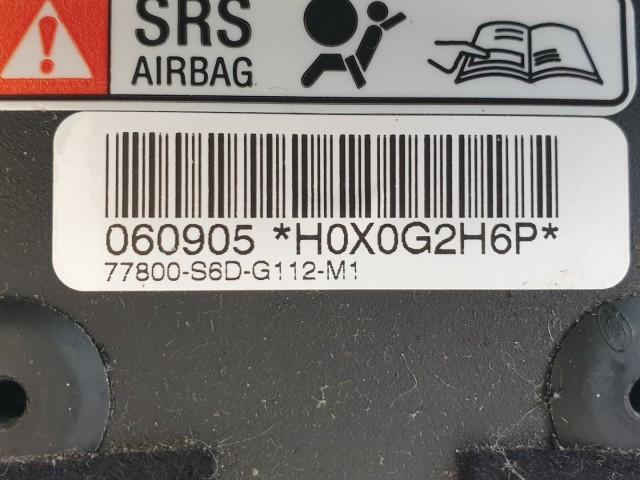 SRS
AIRBAG
060905 *H0X0G2H6P*
77800-S6D-G112-M1